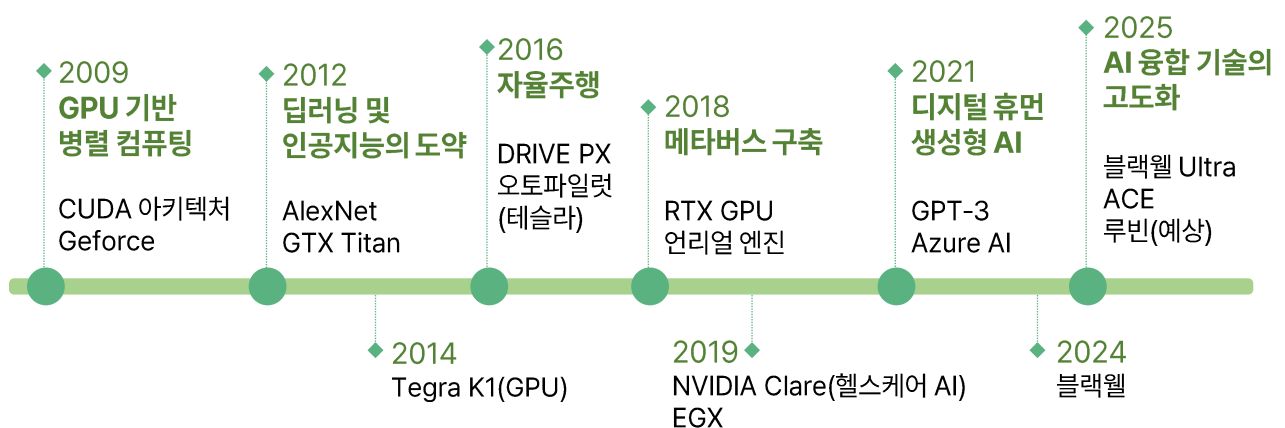 2009
GPU 기반
병렬 컴퓨팅
CUDA 아키텍처
Geforce
2012
딥러닝 및
인공지능의 도약
AlexNet
GTX Titan
2014
Tegra K1(GPU)
2016
자율주행
DRIVE PX
오토파일럿
(테슬라)
2018
메타버스 구축
RTX GPU
언리얼 엔진
2019
NVIDIA Clare(헬스케어 AI)
EGX
2021
디지털 휴먼
생성형 AI
GPT-3
Azure AI
2024
블랙웰
2025
AI 융합 기술의
고도화
블랙웰 Ultra
ACE
루빈(예상)